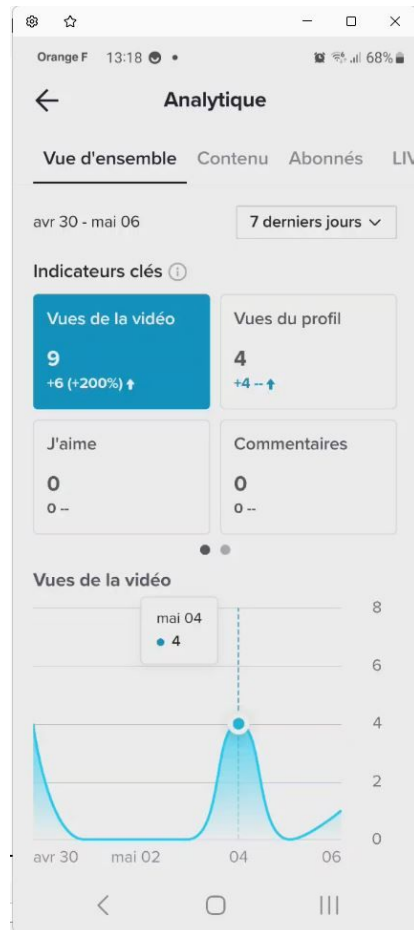 Orange F 13:18 68%
Analytique
Vue d'ensemble Contenu Abonnés LIV
avr 30 - mai 06 7 derniers jours
Indicateurs clés
Vues de la vidéo Vues du profil
9 4
+6 (+200%) +4 --
J'aime Commentaires
0 0
0 -- 0 --
Vues de la vidéo
8
mai 04
4
6
4
2
0
avr 30 mai 02 04 06